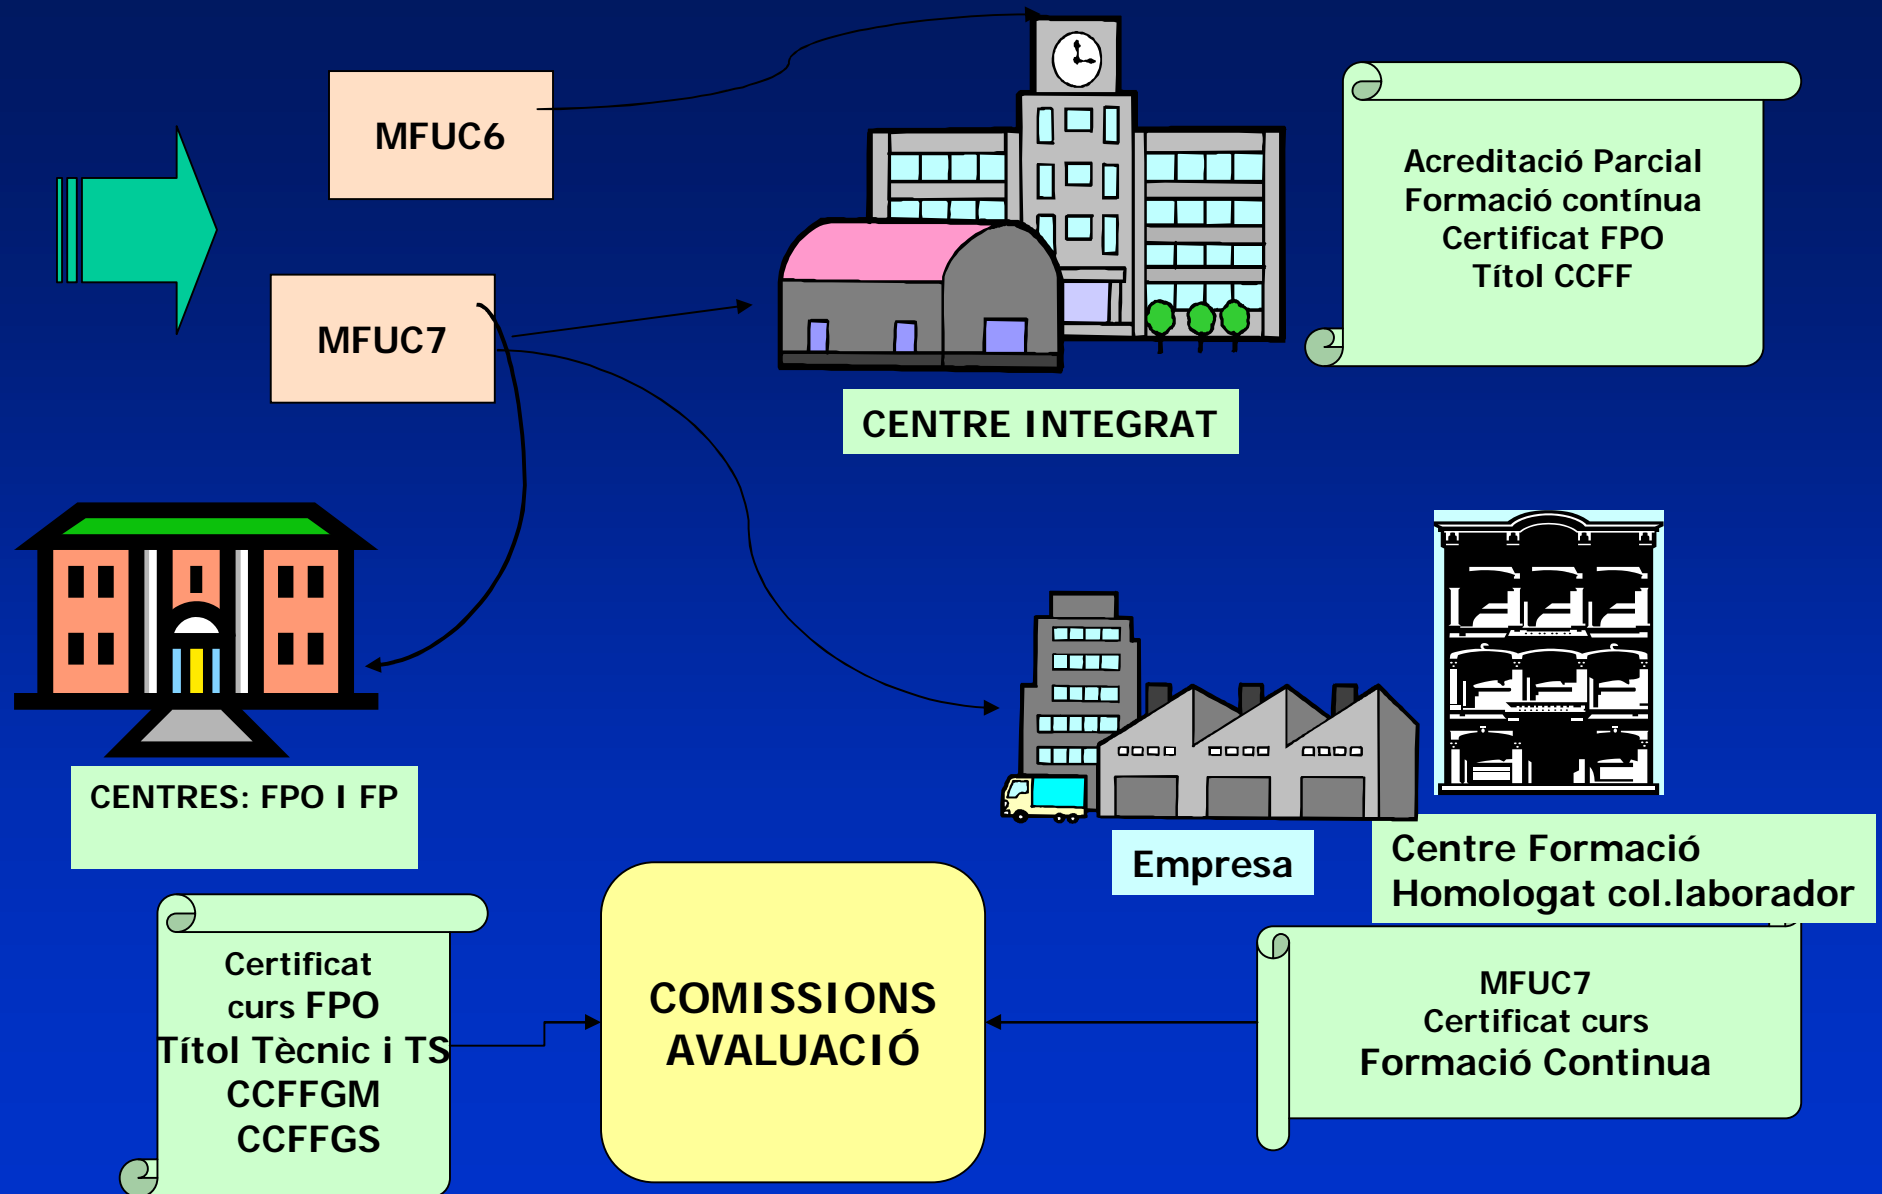 MFUC6
Acreditació Parcial
Formació contínua
Certificat FPO
Títol CCFF
MFUC7
CENTRE INTEGRAT
CENTRES: FPO I FP
Empresa
Centre Formació
Homologat col.laborador
Certificat
curs FPO
Títol Tècnic i TS
CCFFGM
CCFFGS
COMISSIONS
AVALUACIÓ
MFUC7
Certificat curs
Formació Continua